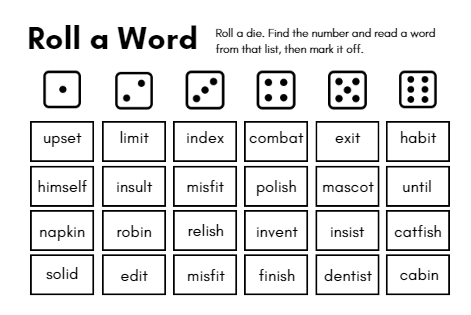 Roll a Word
Roll a die. Find the number and read a word
from that list, then mark it off.
upset limit index combat exit habit
himself insult misfit polish mascot until
napkin robin relish invent insist catfish
solid edit misfit finish dentist cabin